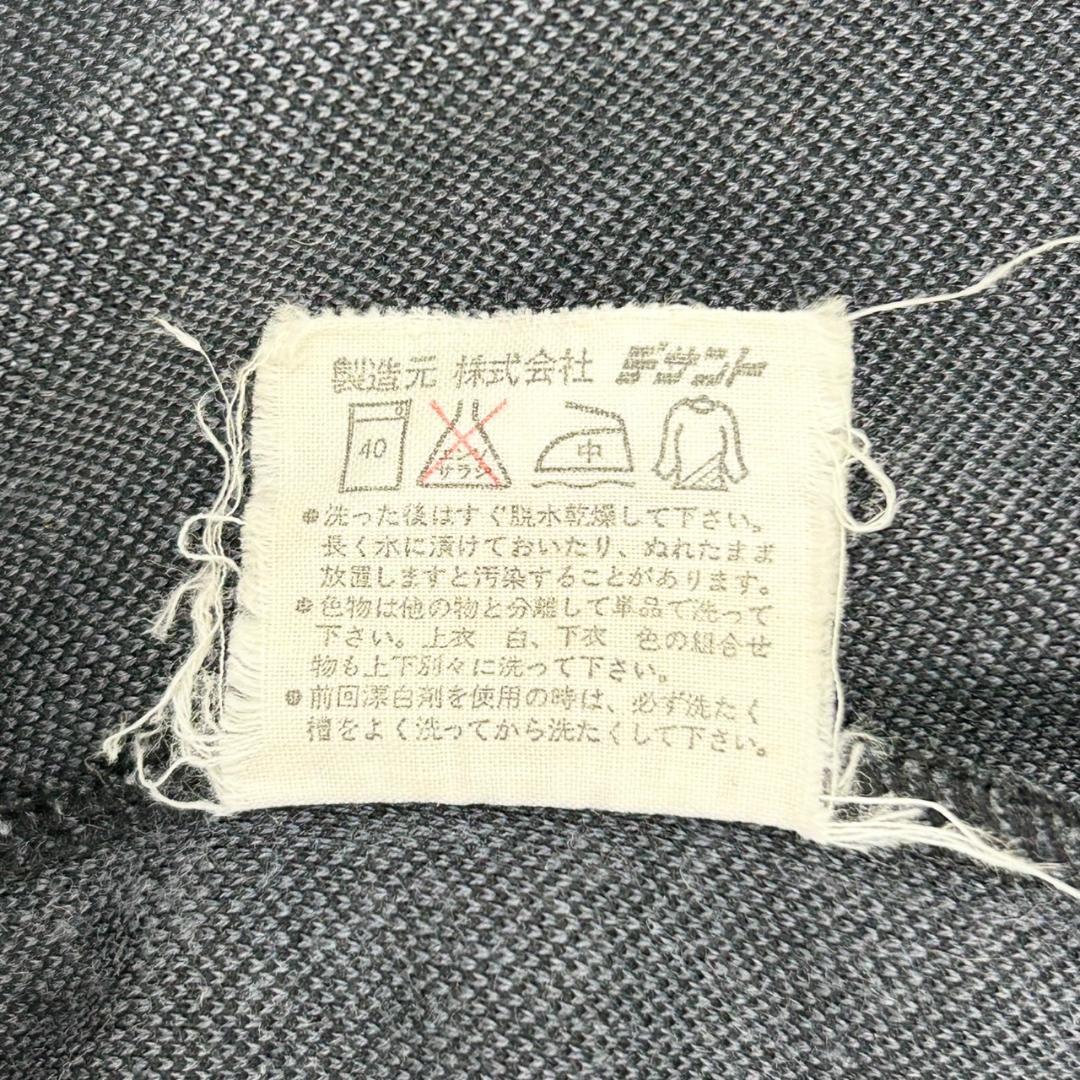 製造元 株式会社 デサント
40
エンソ
サラシ
中
●洗った後はすぐ脱水乾燥して下さい。
長く水に漬けておいたり、ぬれたまま
放置しますと汚染することがあります。
●色物は他の物と分離して単品で洗って
下さい。上衣 白、下衣 色の組合せ
物も上下別々に洗って下さい。
●前回漂白剤を使用の時は、必ず洗たく
槽をよく洗ってから洗たくして下さい。